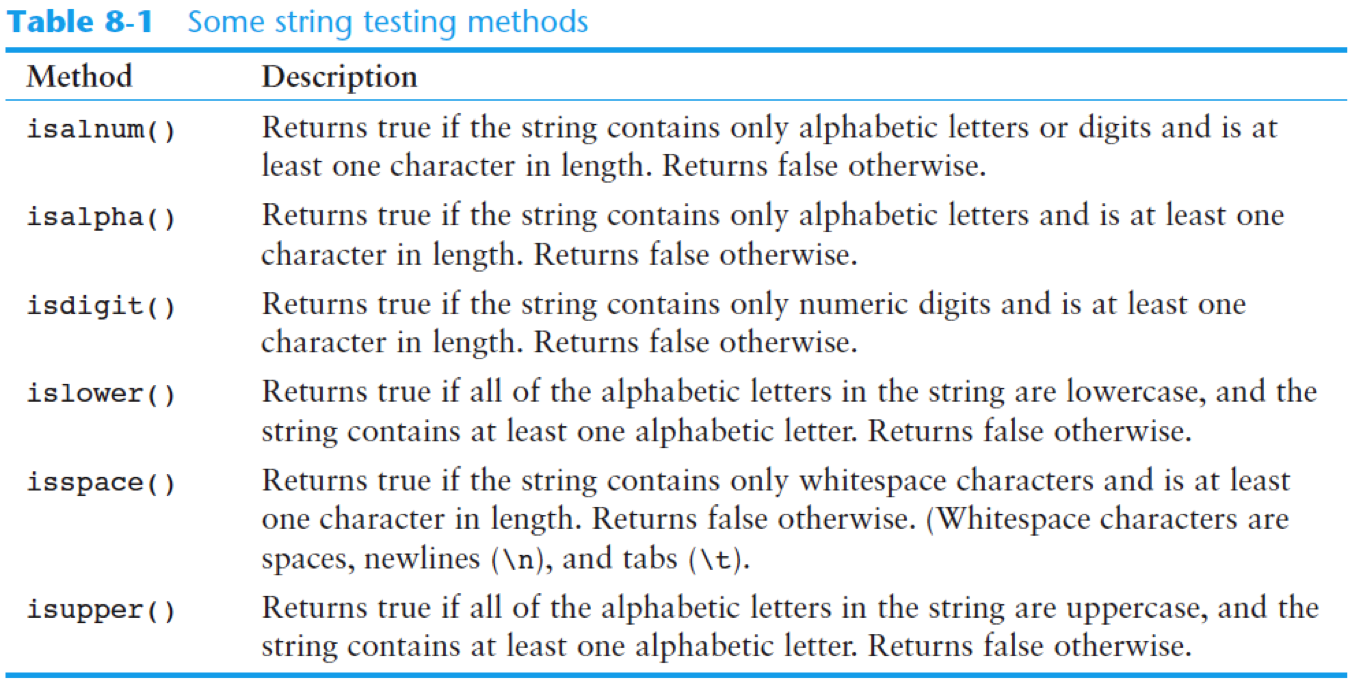 Table 8-1 Some string testing methods
Method Description
isalnum() Returns true if the string contains only alphabetic letters or digits and is at
least one character in length. Returns false otherwise.
isalpha() Returns true if the string contains only alphabetic letters and is at least one
character in length. Returns false otherwise.
isdigit() Returns true if the string contains only numeric digits and is at least one
character in length. Returns false otherwise.
islower() Returns true if all of the alphabetic letters in the string are lowercase, and the
string contains at least one alphabetic letter. Returns false otherwise.
isspace() Returns true if the string contains only whitespace characters and is at least
one character in length. Returns false otherwise. (Whitespace characters are
spaces, newlines (\n), and tabs (\t).
isupper() Returns true if all of the alphabetic letters in the string are uppercase, and the
string contains at least one alphabetic letter. Returns false otherwise.